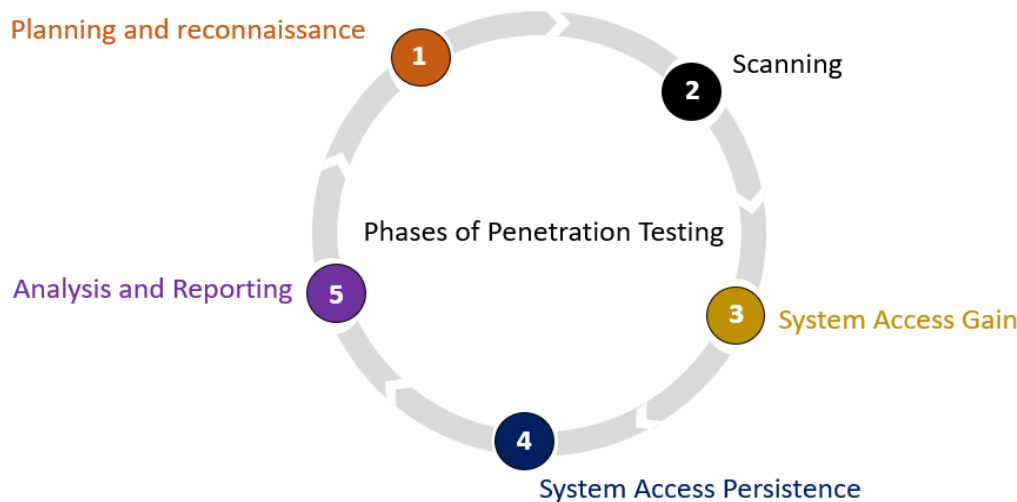 Planning and reconnaissance
1
2
Scanning
Phases of Penetration Testing
Analysis and Reporting
5
3
System Access Gain
4
System Access Persistence